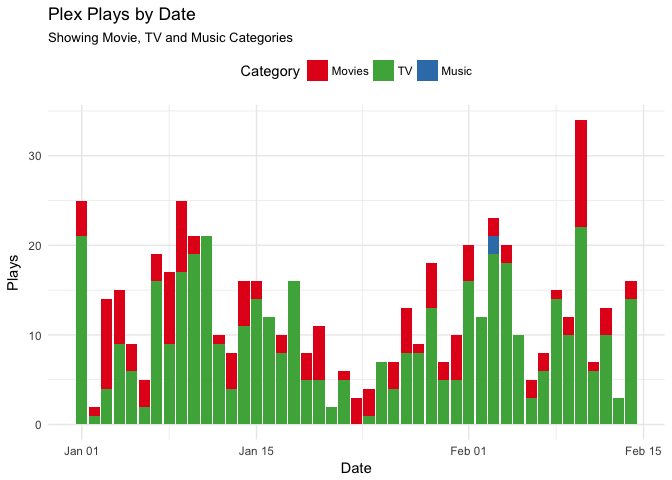 Plex Plays by Date
Showing Movie, TV and Music Categories
Category Movies TV Music
30
20
10
0
Plays
Jan 01 Jan 15 Feb 01 Feb 15
Date